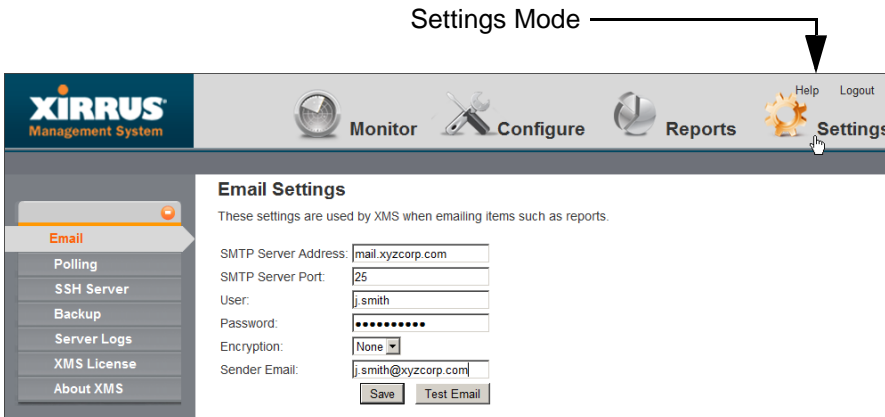 Settings Mode
Help Logout
XIRRUS
Management System
Monitor Configure Reports Settings
Email Settings
These settings are used by XMS when emailing items such as reports.
Email
Polling
SSH Server
Backup
Server Logs
XMS License
About XMS
SMTP Server Address: mail.xyzcorp.com
SMTP Server Port: 25
User: j.smith
Password: ••••••••••
Encryption: None
Sender Email: j.smith@xyzcorp.com
Save Test Email